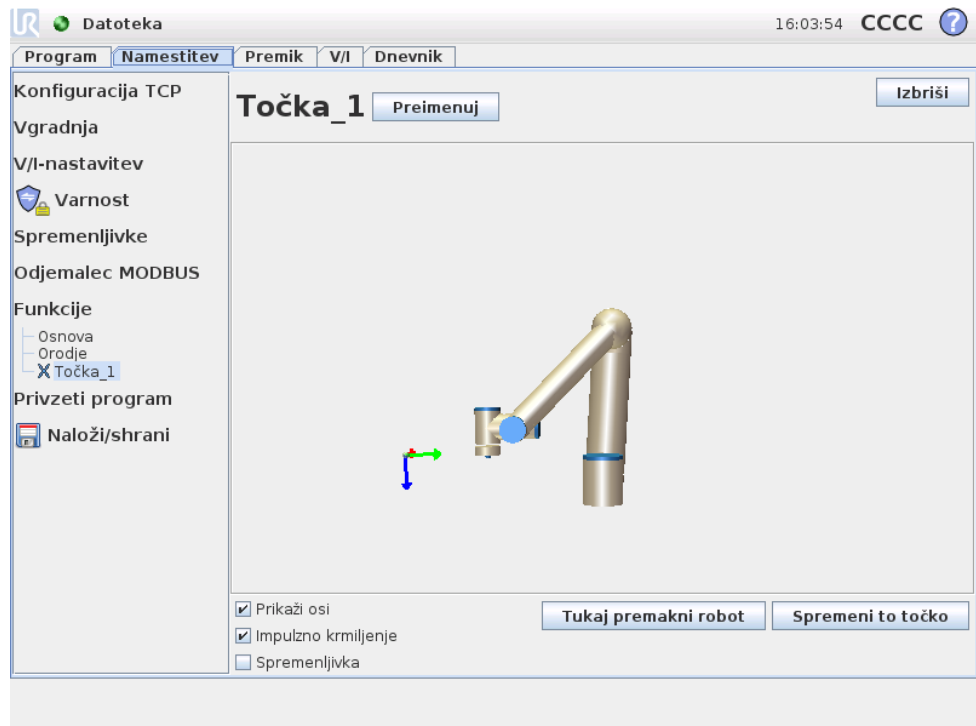 UR Datoteka 16:03:54 CCCC ?
Program Namestitev Premik V/I Dnevnik
Konfiguracija TCP
Vgradnja
V/I-nastavitev
Varnost
Spremenljivke
Odjemalec MODBUS
Funkcije
Osnova
Orodje
Točka_1
Privzeti program
Naloži/shrani
Točka_1 Preimenuj Izbriši
Prikaži osi
Impulzno krmiljenje
Spremenljivka
Tukaj premakni robot Spremeni to točko